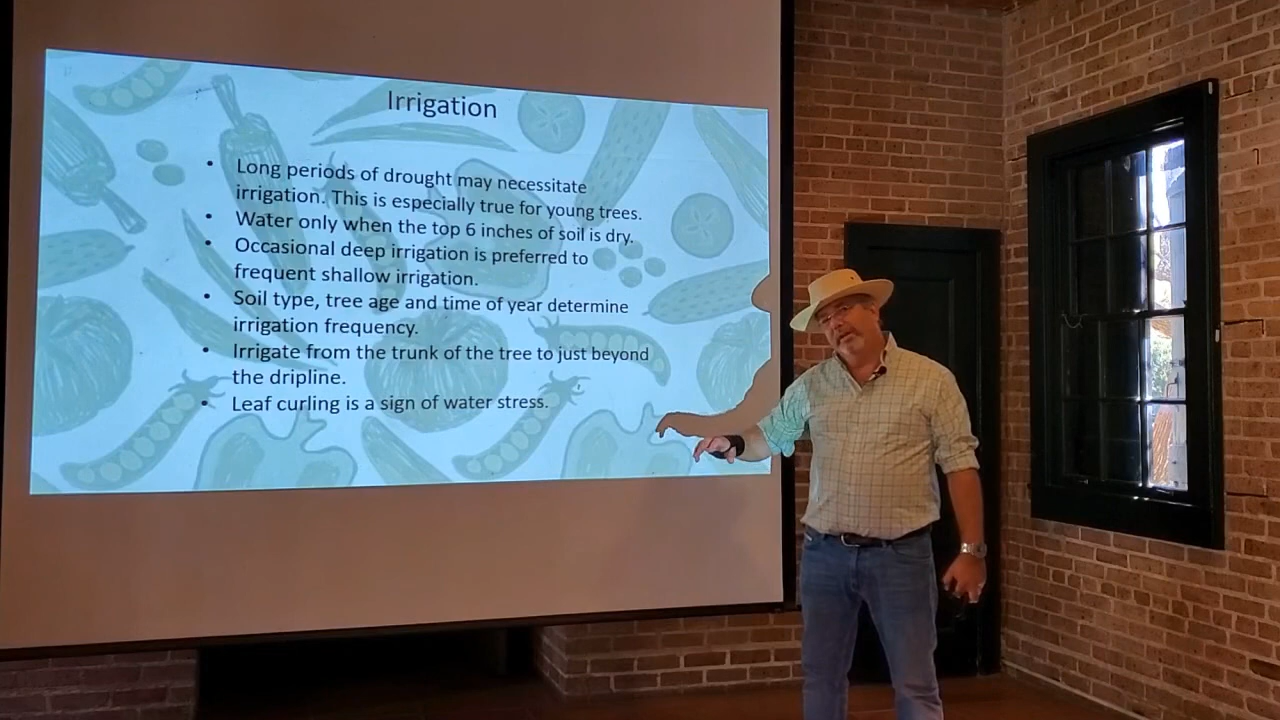 Irrigation
• Long periods of drought may necessitate
irrigation. This is especially true for young trees.
• Water only when the top 6 inches of soil is dry.
• Occasional deep irrigation is preferred to
frequent shallow irrigation.
• Soil type, tree age and time of year determine
irrigation frequency.
• Irrigate from the trunk of the tree to just beyond
the dripline.
• Leaf curling is a sign of water stress.